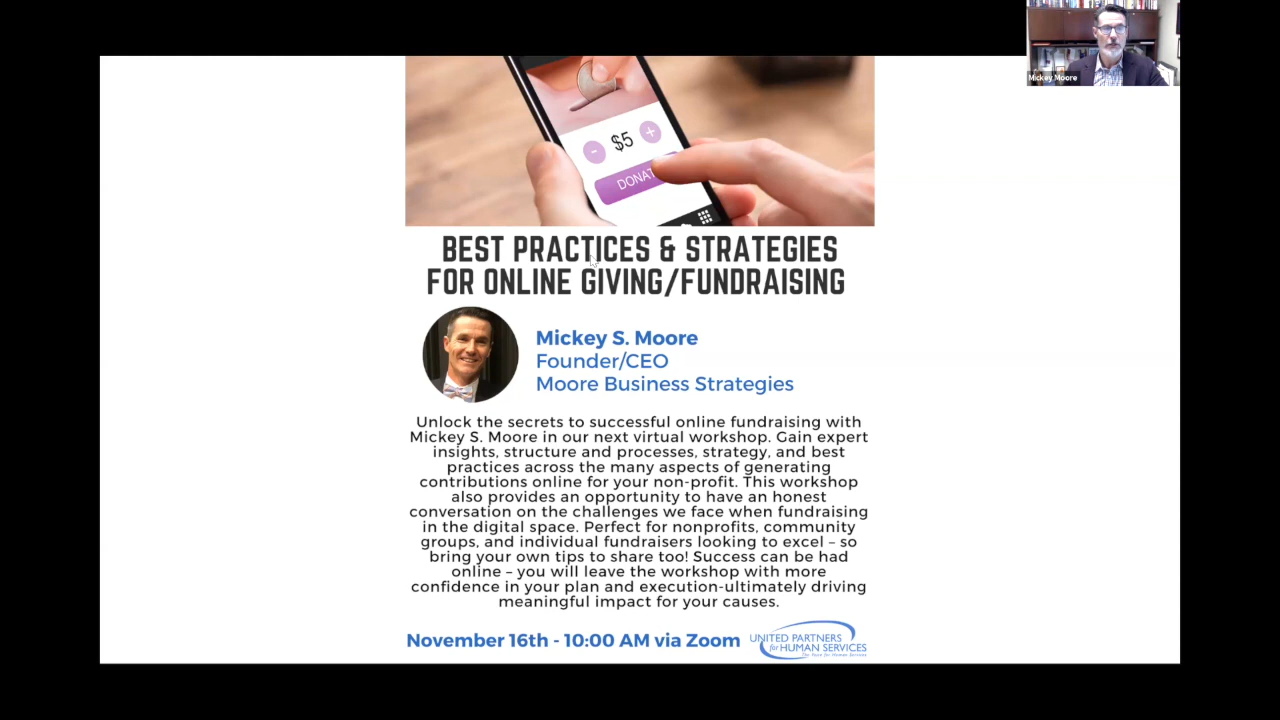 Mickey Moore
- $5 +
DONAT
BEST PRACTICES & STRATEGIES
FOR ONLINE GIVING/FUNDRAISING
Mickey S. Moore
Founder/CEO
Moore Business Strategies
Unlock the secrets to successful online fundraising with
Mickey S. Moore in our next virtual workshop. Gain expert
insights, structure and processes, strategy, and best
practices across the many aspects of generating
contributions online for your non-profit. This workshop
also provides an opportunity to have an honest
conversation on the challenges we face when fundraising
in the digital space. Perfect for nonprofits, community
groups, and individual fundraisers looking to excel – so
bring your own tips to share too! Success can be had
online – you will leave the workshop with more
confidence in your plan and execution-ultimately driving
meaningful impact for your causes.
November 16th - 10:00 AM via Zoom
UNITED PARTNERS
for HUMAN SERVICES
The Voice for Human Services